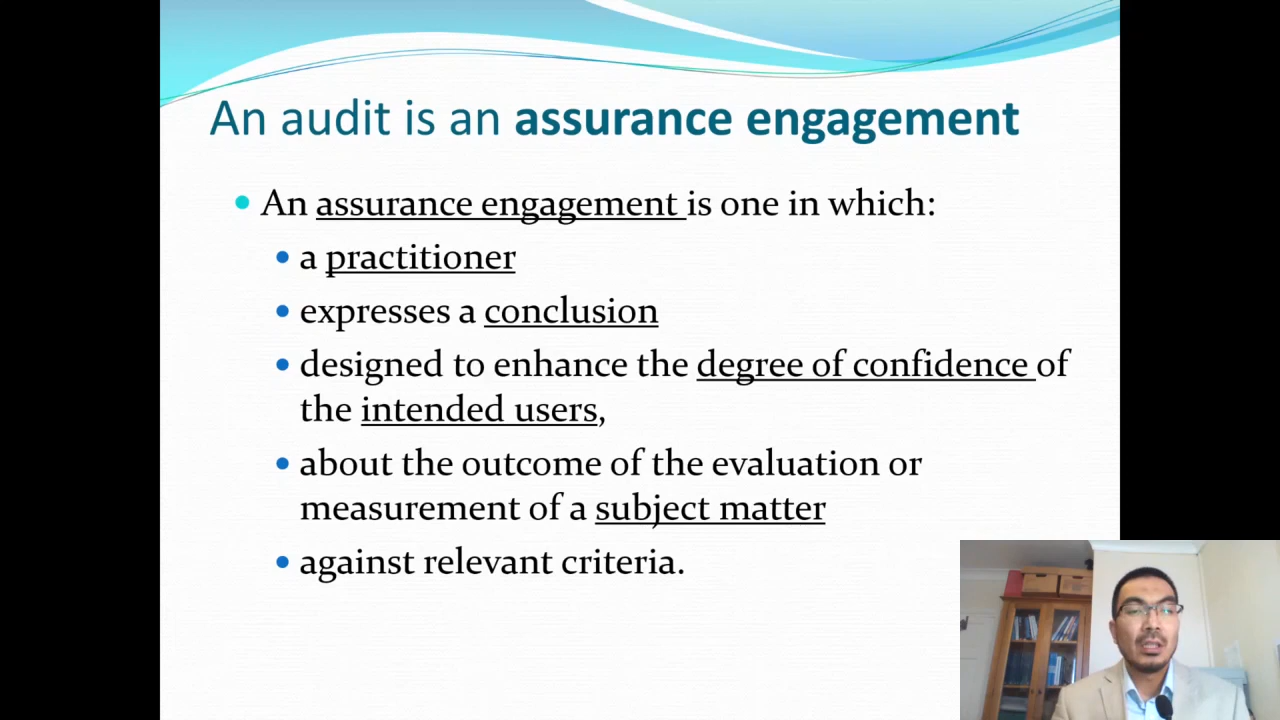 An audit is an assurance engagement
• An assurance engagement is one in which:
• a practitioner
• expresses a conclusion
• designed to enhance the degree of confidence of
the intended users,
• about the outcome of the evaluation or
measurement of a subject matter
• against relevant criteria.